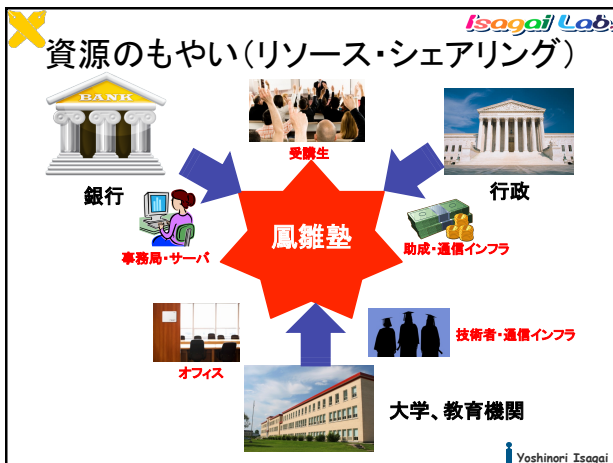 Isagai Lab.
資源のもやい(リソース・シェアリング)
BANK
受講生
銀行
行政
鳳雛塾
事務局・サーバ
助成・通信インフラ
技術者・通信インフラ
オフィス
大学、教育機関
Yoshinori Isagai